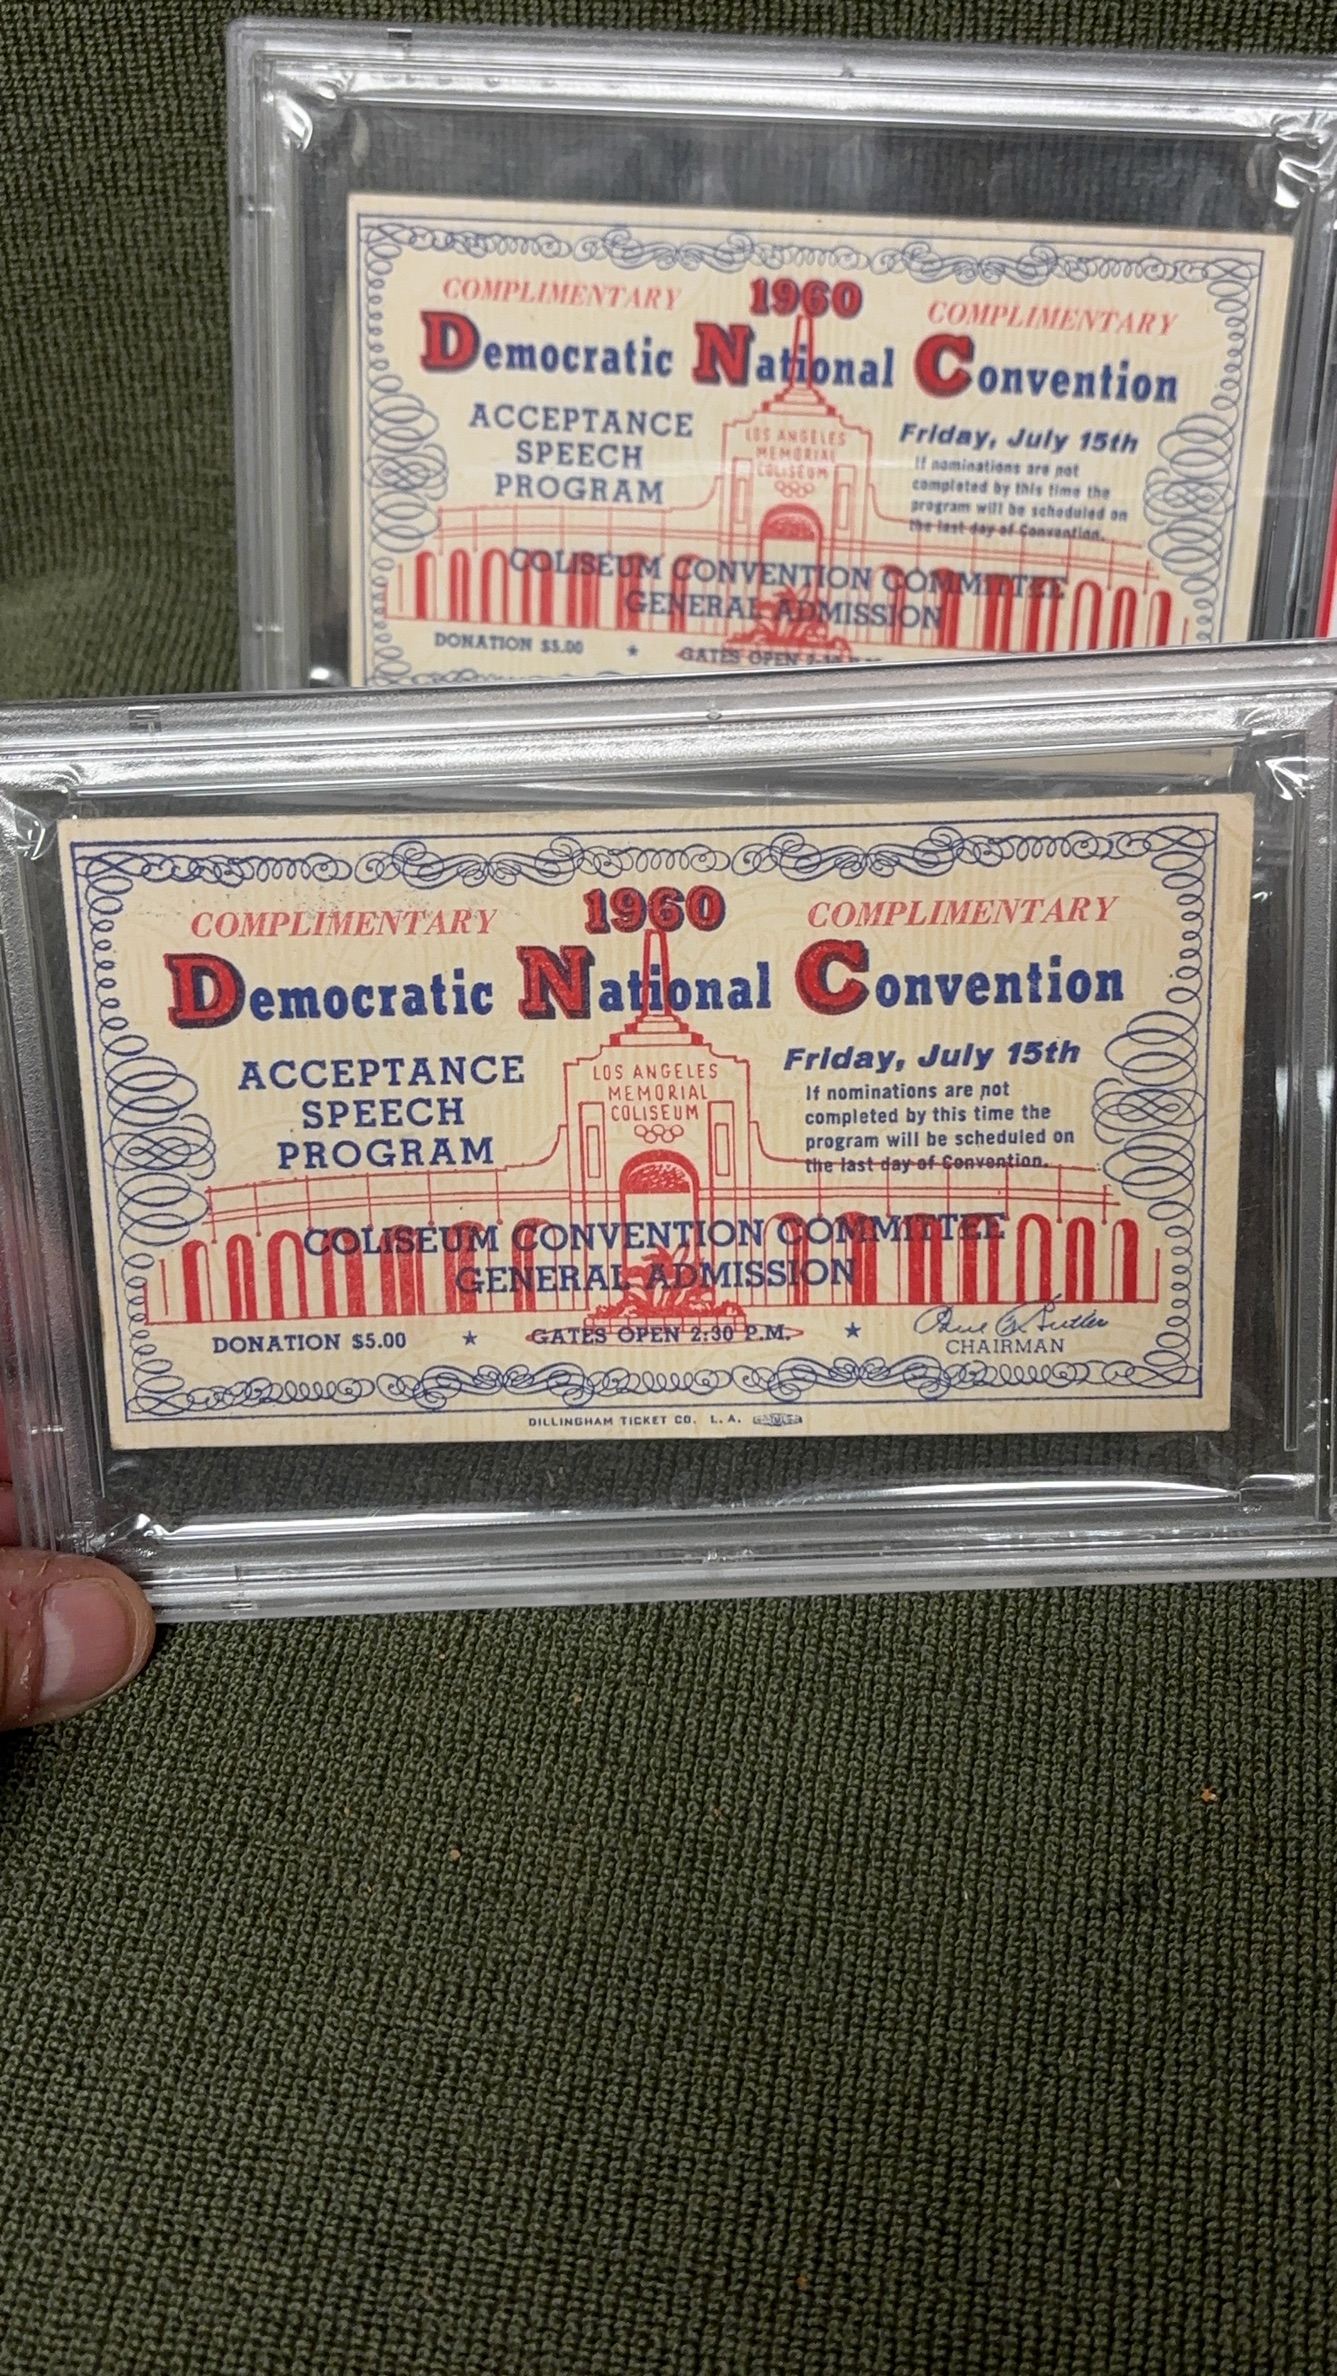 COMPLIMENTARY 1960 COMPLIMENTARY
Democratic National Convention
ACCEPTANCE
SPEECH
PROGRAM
LOS ANGELES
MEMORIAL
COLISEUM
Friday, July 15th
If nominations are not
completed by this time the
program will be scheduled on
the last day of Convention.
COLISEUM CONVENTION COMMITTEE
GENERAL ADMISSION
DONATION $5.00 ★ GATES OPEN
COMPLIMENTARY 1960 COMPLIMENTARY
Democratic National Convention
ACCEPTANCE
SPEECH
PROGRAM
LOS ANGELES
MEMORIAL
COLISEUM
Friday, July 15th
If nominations are not
completed by this time the
program will be scheduled on
the last day of Convention.
COLISEUM CONVENTION COMMITTEE
GENERAL ADMISSION
DONATION $5.00 ★ GATES OPEN 2:30 P.M. ★
CHAIRMAN
DILLINGHAM TICKET CO. L. A.